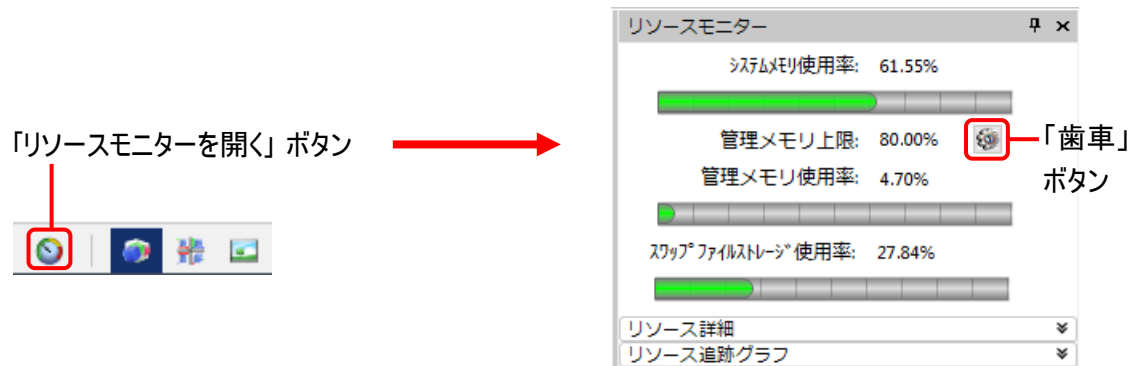 リソースモニター
ｼｽﾃﾑﾒﾓﾘ使用率: 61.55%
「リソースモニターを開く」 ボタン
管理メモリ上限: 80.00%
「歯車」
ボタン
管理メモリ使用率: 4.70%
ｽﾜｯﾌﾟﾌｧｲﾙｽﾄﾚｰｼﾞ使用率: 27.84%
リソース詳細
リソース追跡グラフ